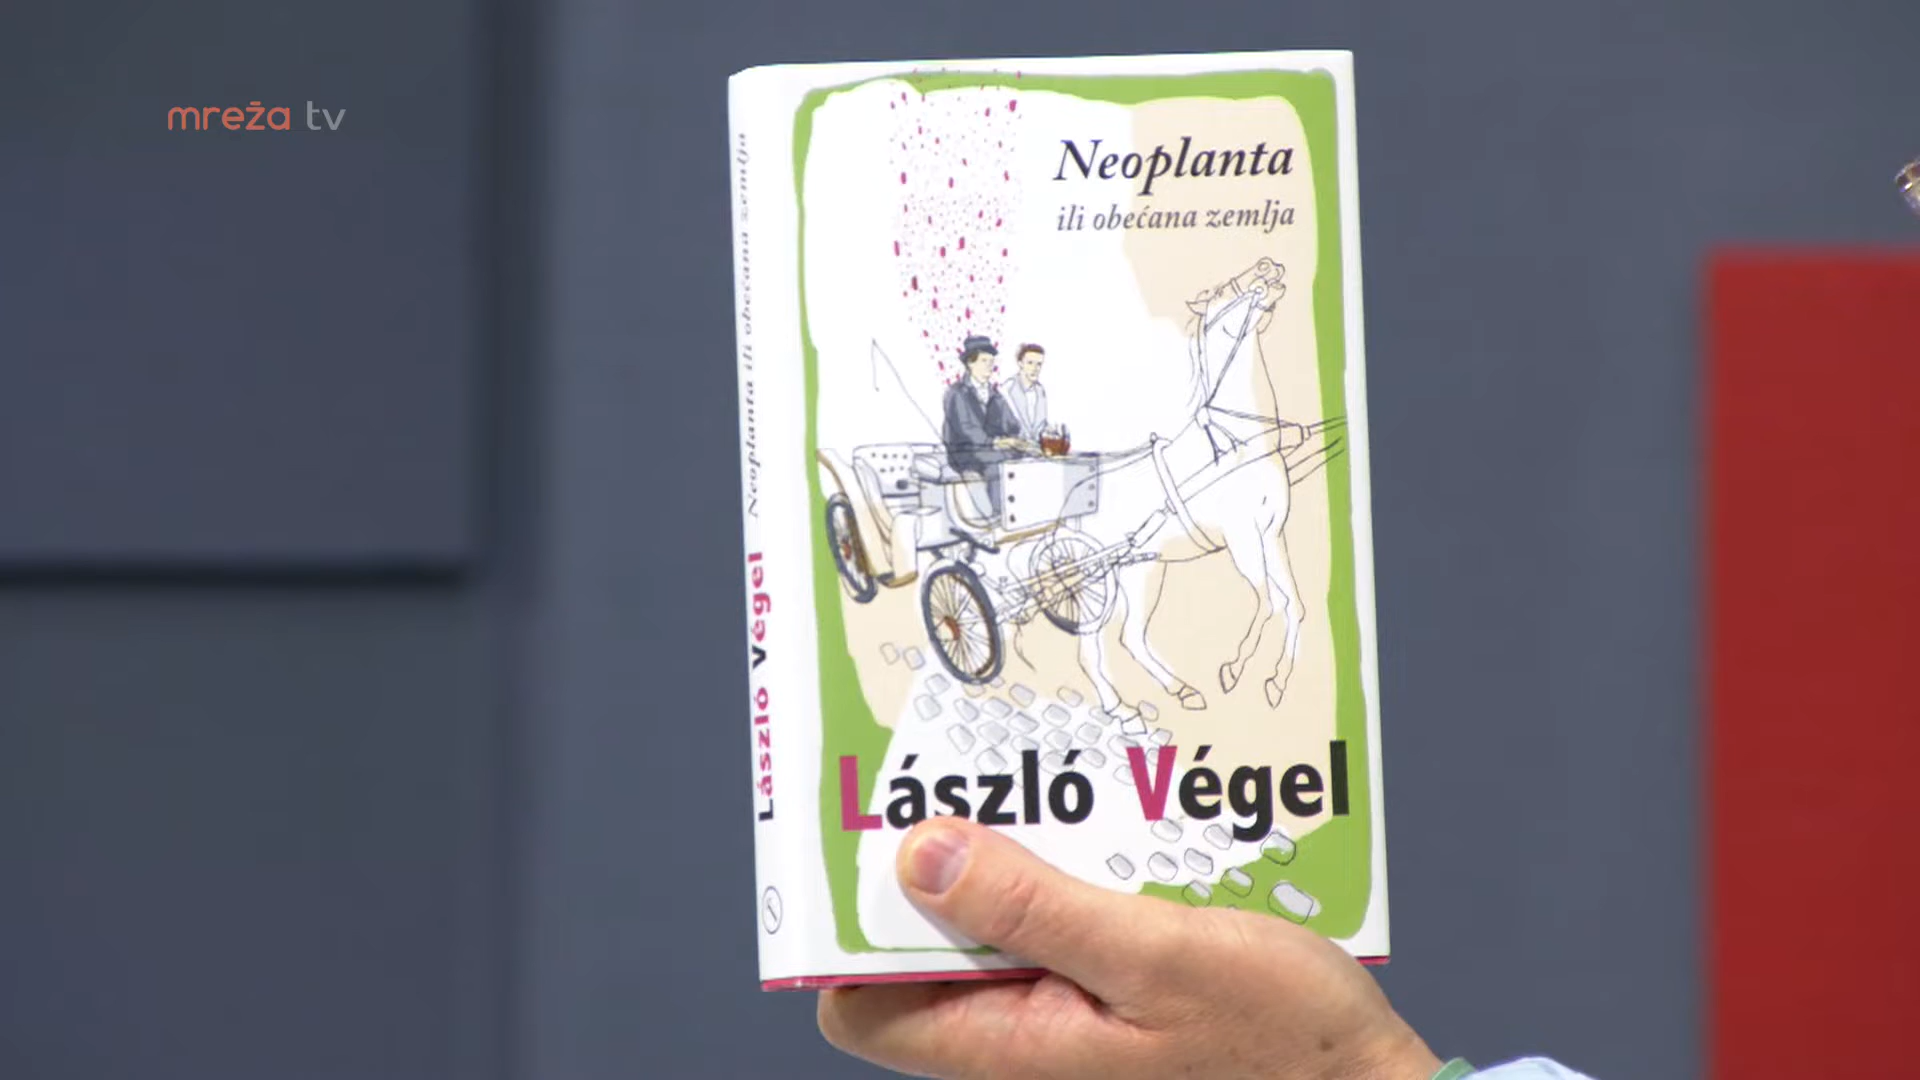 mreža tv
Neoplanta
ili obećana zemlja
László Végel
László Végel Neoplanta ili obećana zemlja
f